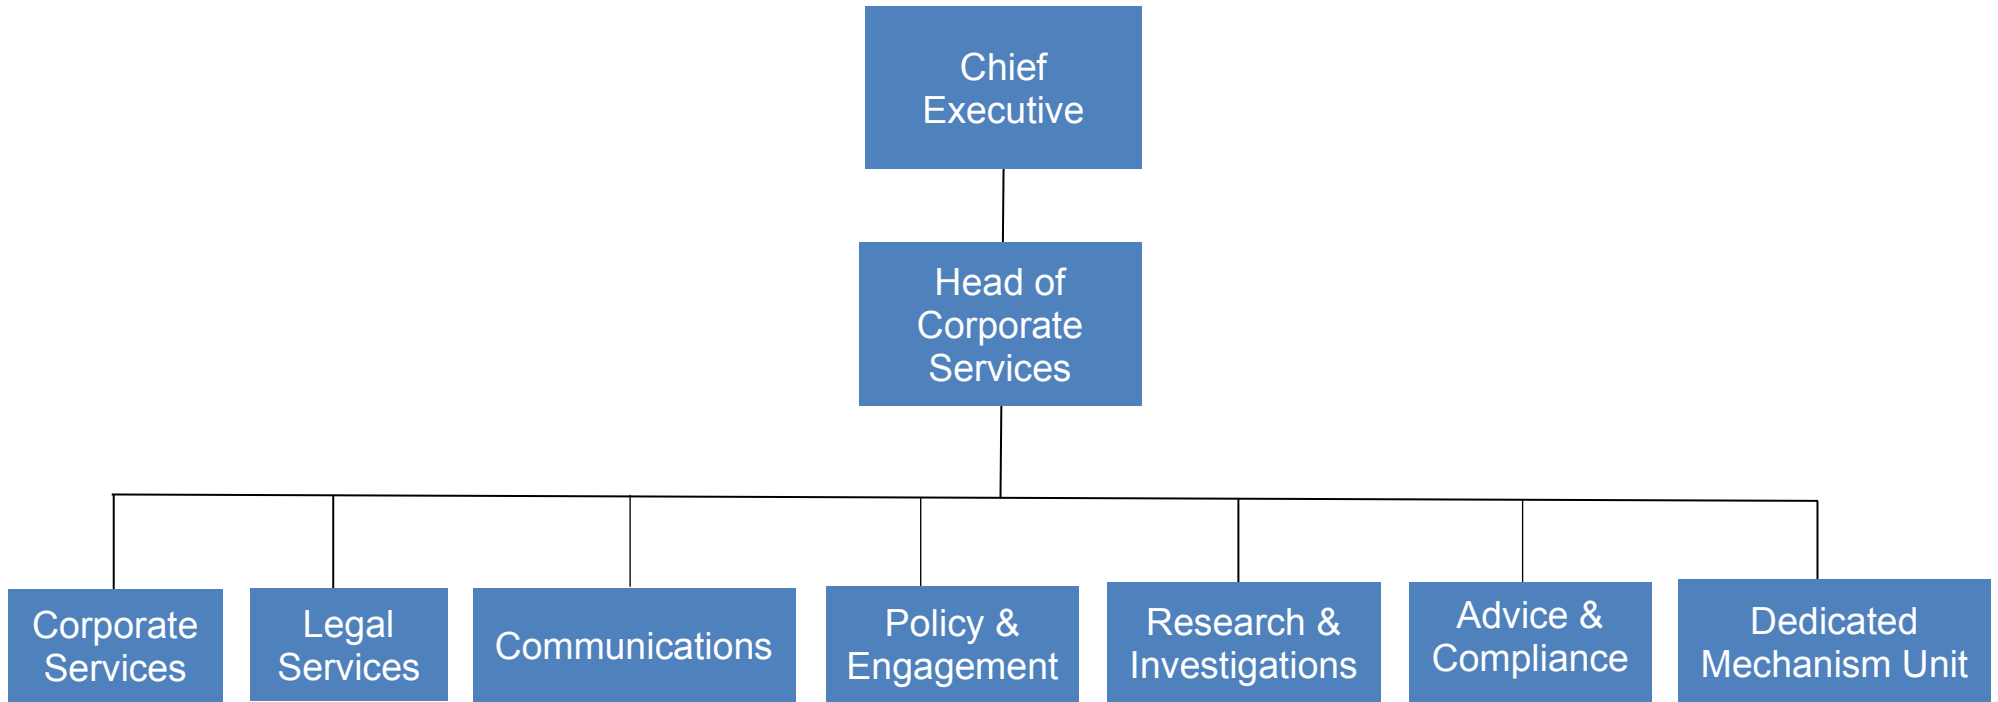 Chief
Executive
Head of
Corporate
Services
Corporate
Services
Legal
Services
Communications
Policy &
Engagement
Research &
Investigations
Advice &
Compliance
Dedicated
Mechanism Unit